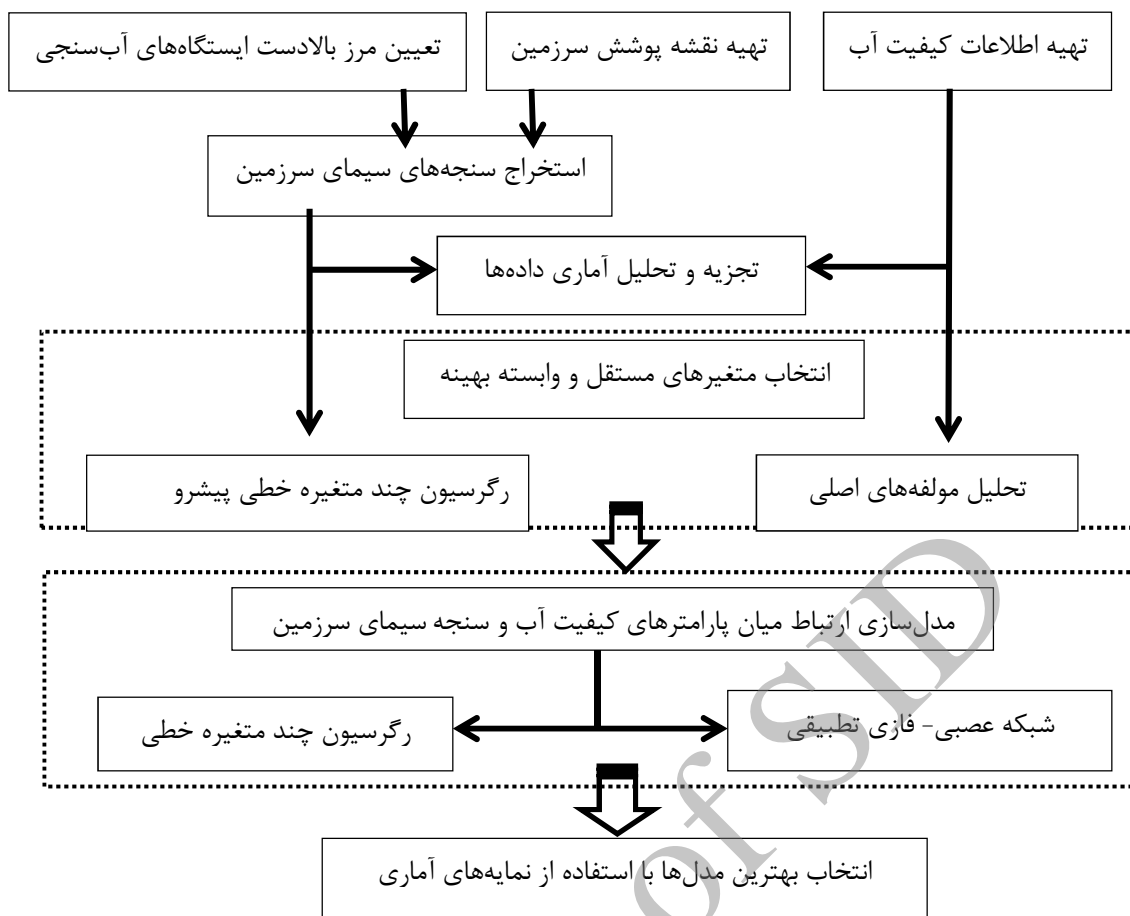 تهیه اطلاعات کیفیت آب
تهیه نقشه پوشش سرزمین
تعیین مرز بالادست ایستگاه‌های آب‌سنجی
استخراج سنجه‌های سیمای سرزمین
تجزیه و تحلیل آماری داده‌ها
انتخاب متغیرهای مستقل و وابسته بهینه
تحلیل مولفه‌های اصلی
رگرسیون چند متغیره خطی پیشرو
مدل‌سازی ارتباط میان پارامترهای کیفیت آب و سنجه سیمای سرزمین
شبکه عصبی- فازی تطبیقی
رگرسیون چند متغیره خطی
انتخاب بهترین مدل‌ها با استفاده از نمایه‌های آماری
of SID